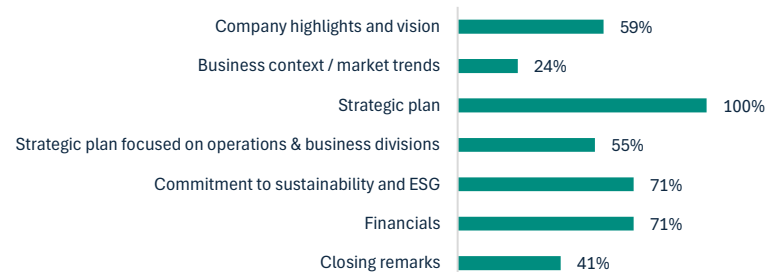 Company highlights and vision 59%
Business context / market trends 24%
Strategic plan 100%
Strategic plan focused on operations & business divisions 55%
Commitment to sustainability and ESG 71%
Financials 71%
Closing remarks 41%